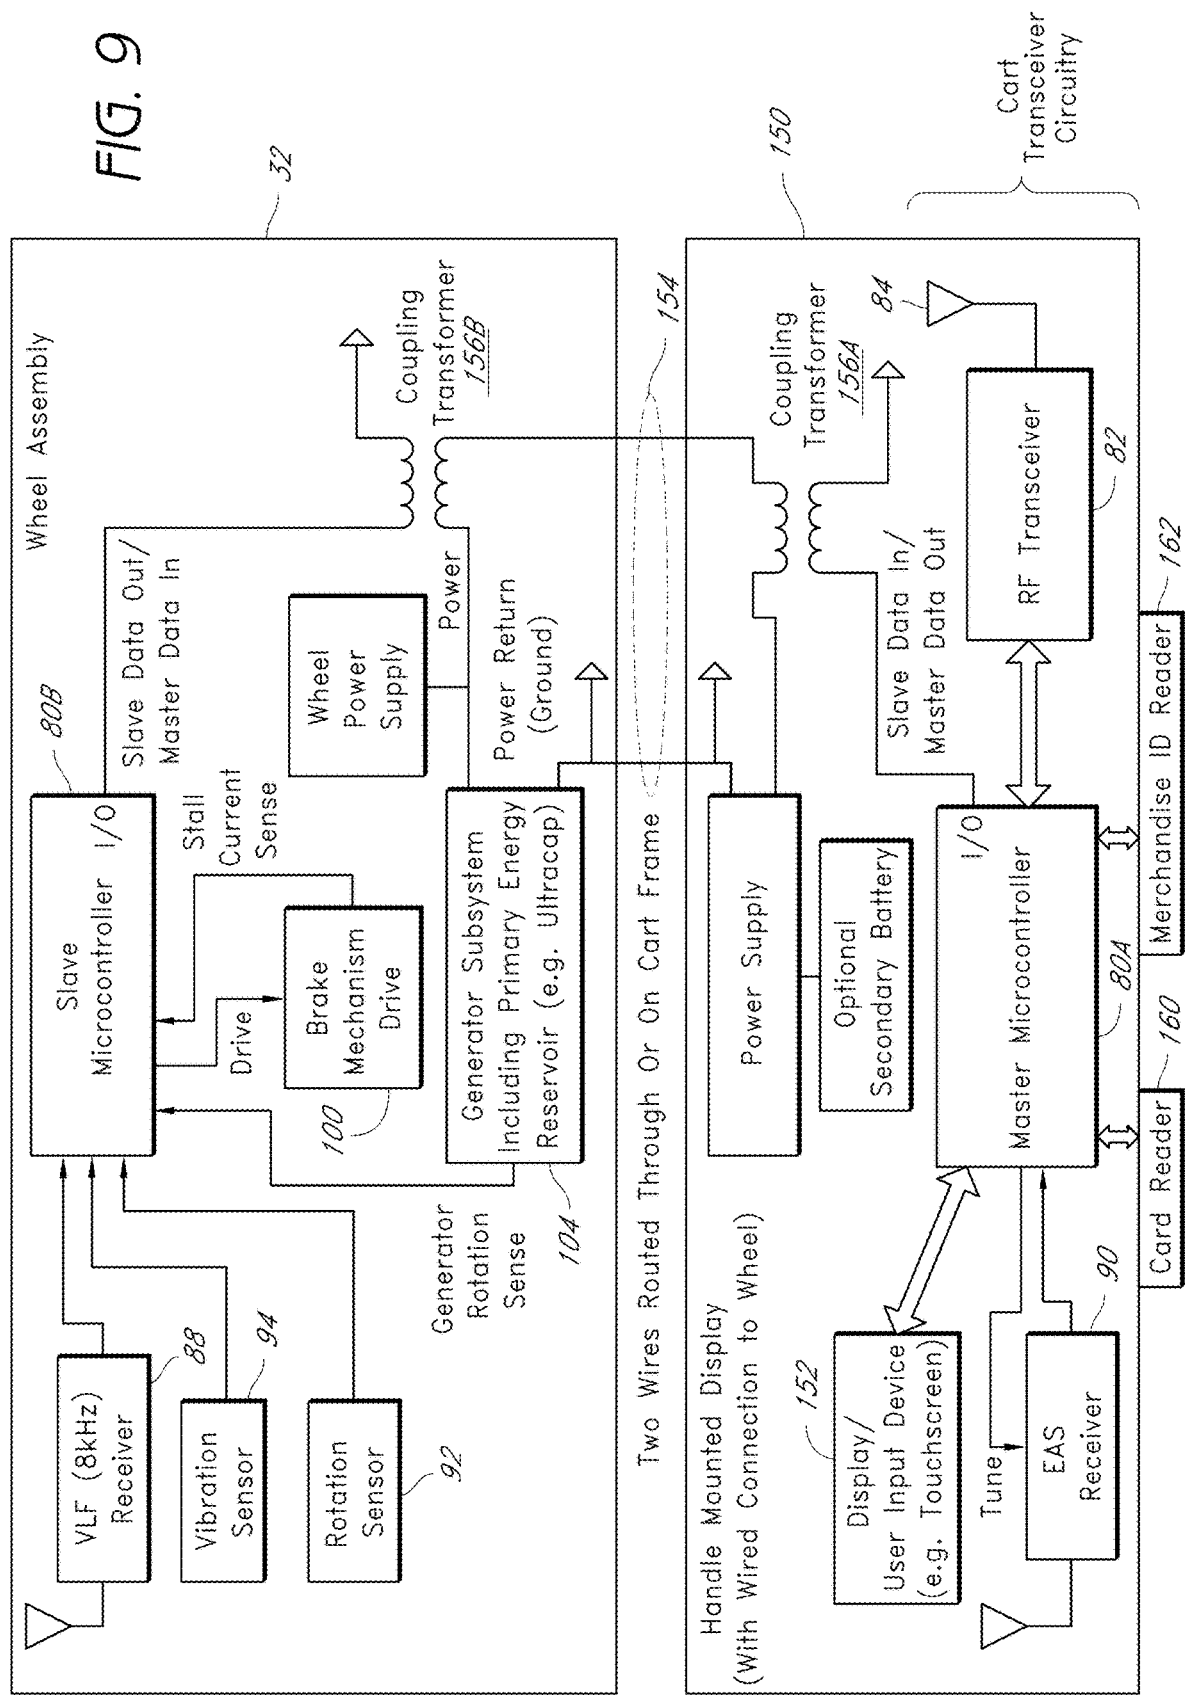 FIG. 9
Wheel Assembly
32
VLF (8kHz)
Receiver
88
Vibration
Sensor
94
Rotation
Sensor
92
Slave
Microcontroller I/O
80B
Slave Data Out/
Master Data In
Stall
Current
Sense
Drive
Brake
Mechanism
Drive
100
Wheel
Power
Supply
Power
Coupling
Transformer
156B
Generator
Rotation
Sense
Generator Subsystem
Including Primary Energy
Reservoir (e.g. Ultracap)
104
Power Return
(Ground)
Two Wires Routed Through Or On Cart Frame
154
Handle Mounted Display
(With Wired Connection to Wheel)
150
Power Supply
Optional
Secondary Battery
Coupling
Transformer
156A
Slave Data In/
Master Data Out
Display/
User Input Device
(e.g. Touchscreen)
152
I/O
Master Microcontroller
80A
RF Transceiver
82
84
Tune
EAS
Receiver
90
Card Reader
160
Merchandise ID Reader
162
Cart
Transceiver
Circuitry